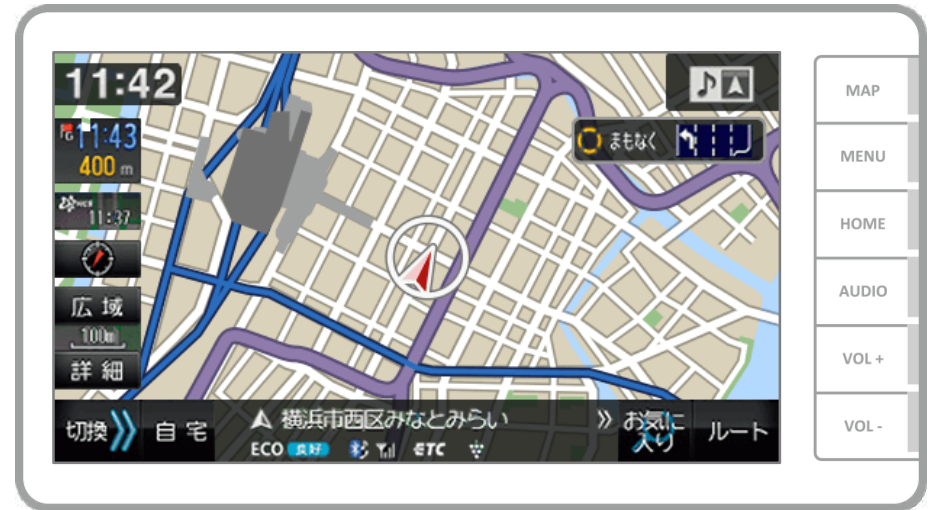 11:42
11:43
400 m
11:37
まもなく
広域
100m
詳細
切換
自宅
横浜市西区みなとみらい
お気に
入り
ルート
ECO 良好
ETC
MAP
MENU
HOME
AUDIO
VOL +
VOL -